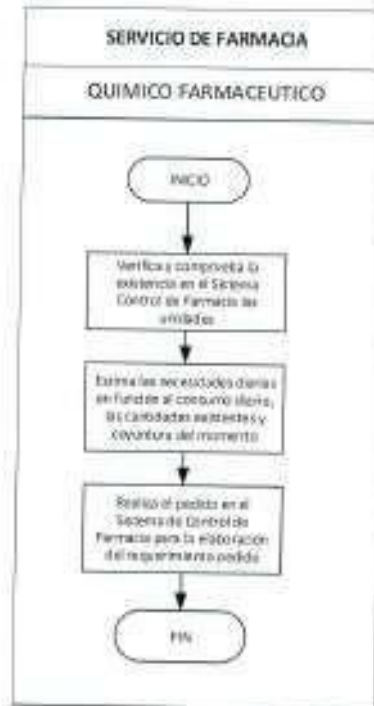 SERVICIO DE FARMACIA
QUIMICO FARMACEUTICO
INICIO
Verifica y comprueba la
existencia en el Sistema
Control de Farmacia las
unidades
Estima las necesidades diarias
en función al consumo diario,
las cantidades existentes y
coyuntura del momento
Realiza el pedido en el
Sistema de Control de
Farmacia para la elaboración
del requerimiento pedido
FIN